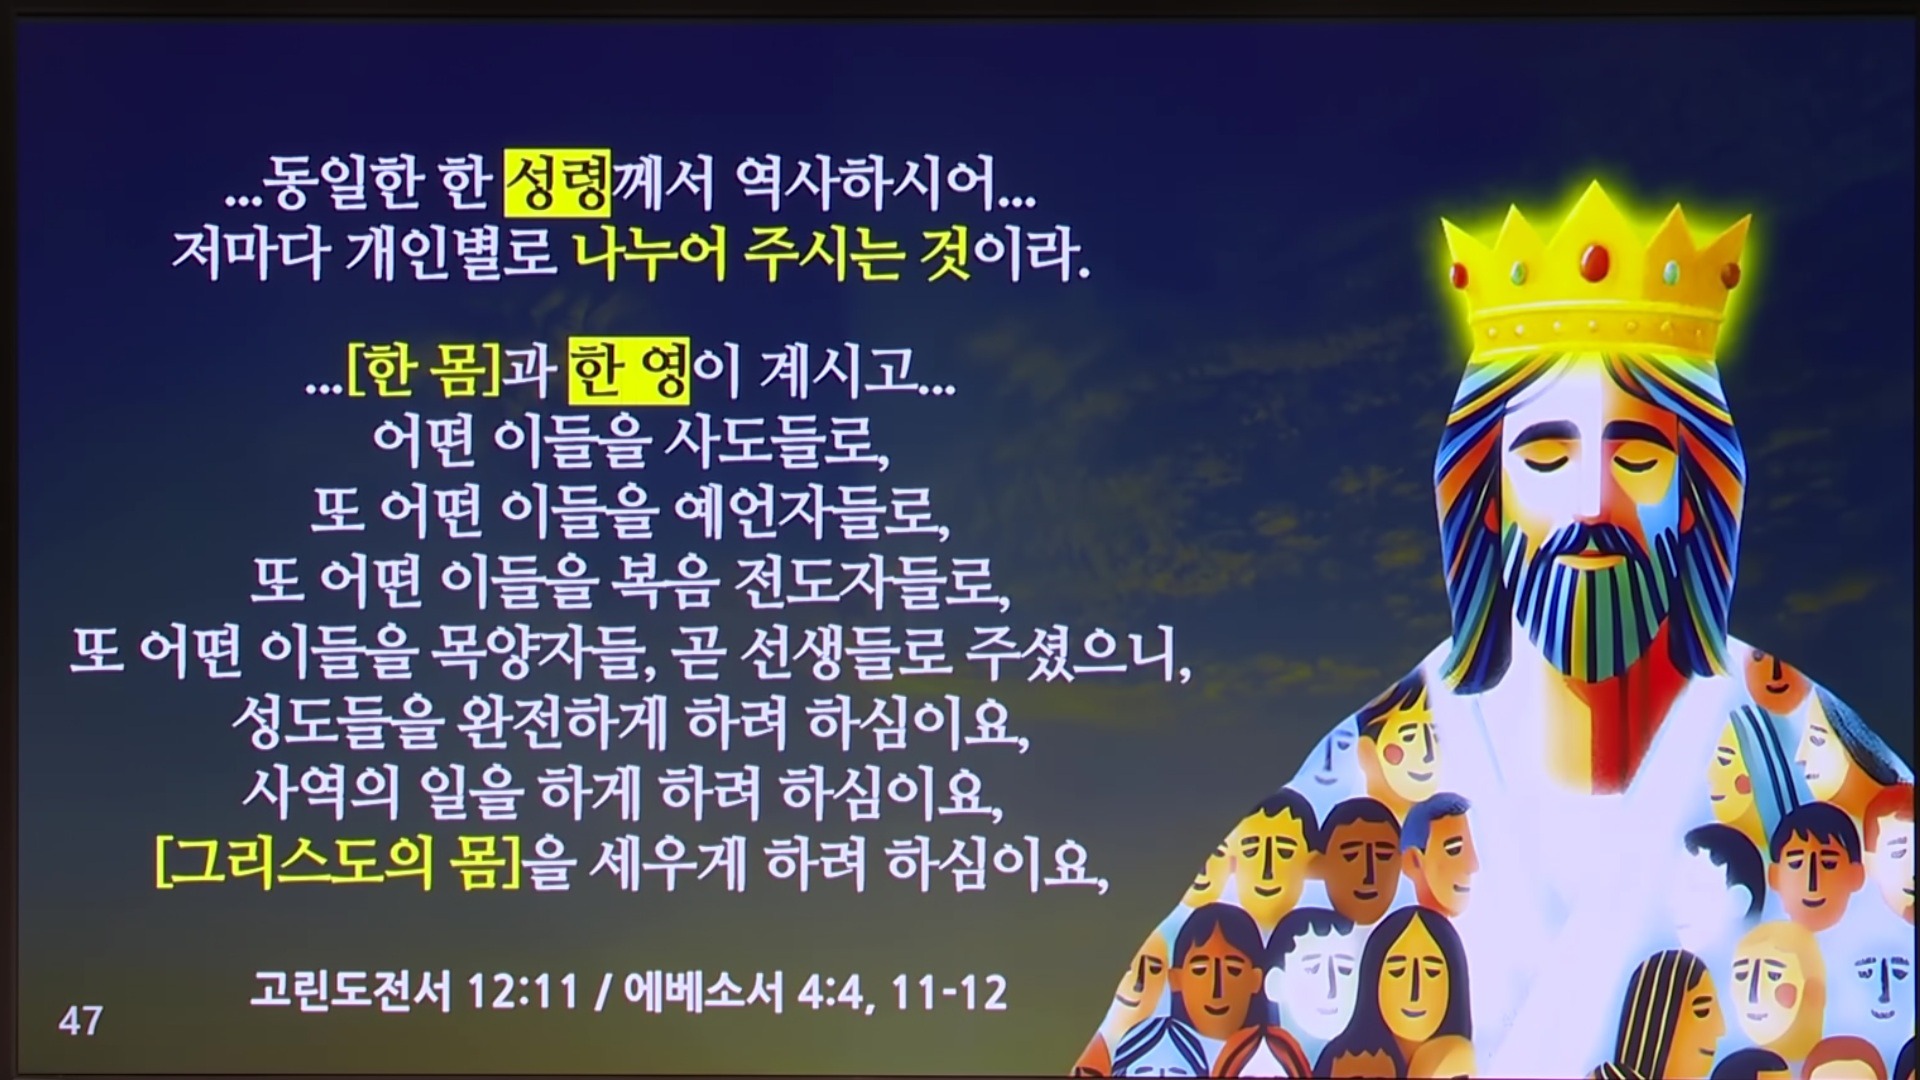 ...동일한 한 성령께서 역사하시어...
저마다 개인별로 나누어 주시는 것이라.
...[한 몸]과 한 영이 계시고...
어떤 이들을 사도들로,
또 어떤 이들을 예언자들로,
또 어떤 이들을 복음 전도자들로,
또 어떤 이들을 목양자들, 곧 선생들로 주셨으니,
성도들을 완전하게 하려 하심이요,
사역의 일을 하게 하려 하심이요,
[그리스도의 몸]을 세우게 하려 하심이요,
고린도전서 12:11 / 에베소서 4:4, 11-12
47